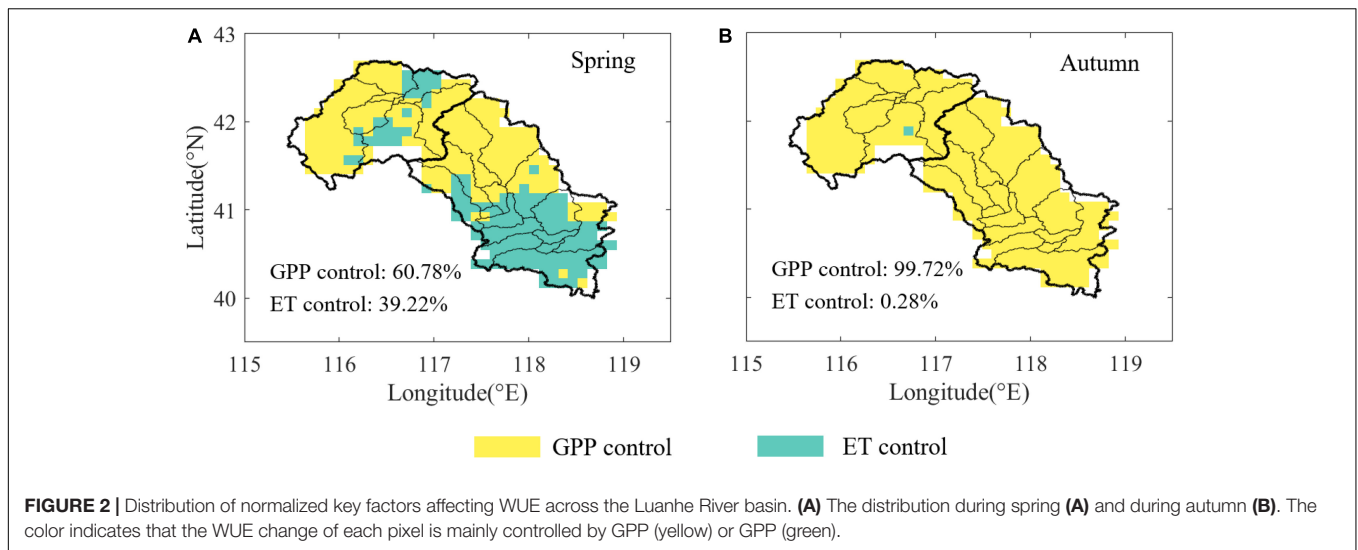 A
Spring
43
42
41
40
Latitude(°N)
GPP control: 60.78%
ET control: 39.22%
115 116 117 118 119
Longitude(°E)
B
Autumn
GPP control: 99.72%
ET control: 0.28%
115 116 117 118 119
Longitude(°E)
GPP control ET control
FIGURE 2 | Distribution of normalized key factors affecting WUE across the Luanhe River basin. (A) The distribution during spring (A) and during autumn (B). The
color indicates that the WUE change of each pixel is mainly controlled by GPP (yellow) or GPP (green).